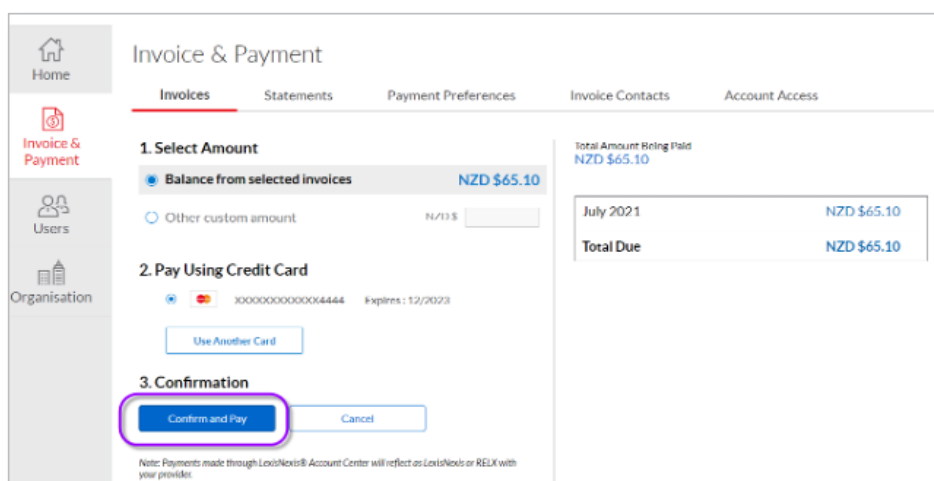 Home
Invoice &
Payment
Users
Organisation
Invoice & Payment
Invoices Statements Payment Preferences Invoice Contacts Account Access
1. Select Amount
Balance from selected invoices NZD $65.10
Other custom amount NZD $
2. Pay Using Credit Card
XXXXXXXXXXXX4444 Expires : 12/2023
Use Another Card
3. Confirmation
Confirm and Pay Cancel
Note: Payments made through LexisNexis® Account Center will reflect as LexisNexis or RELX with
your provider.
Total Amount Being Paid
NZD $65.10
July 2021 NZD $65.10
Total Due NZD $65.10